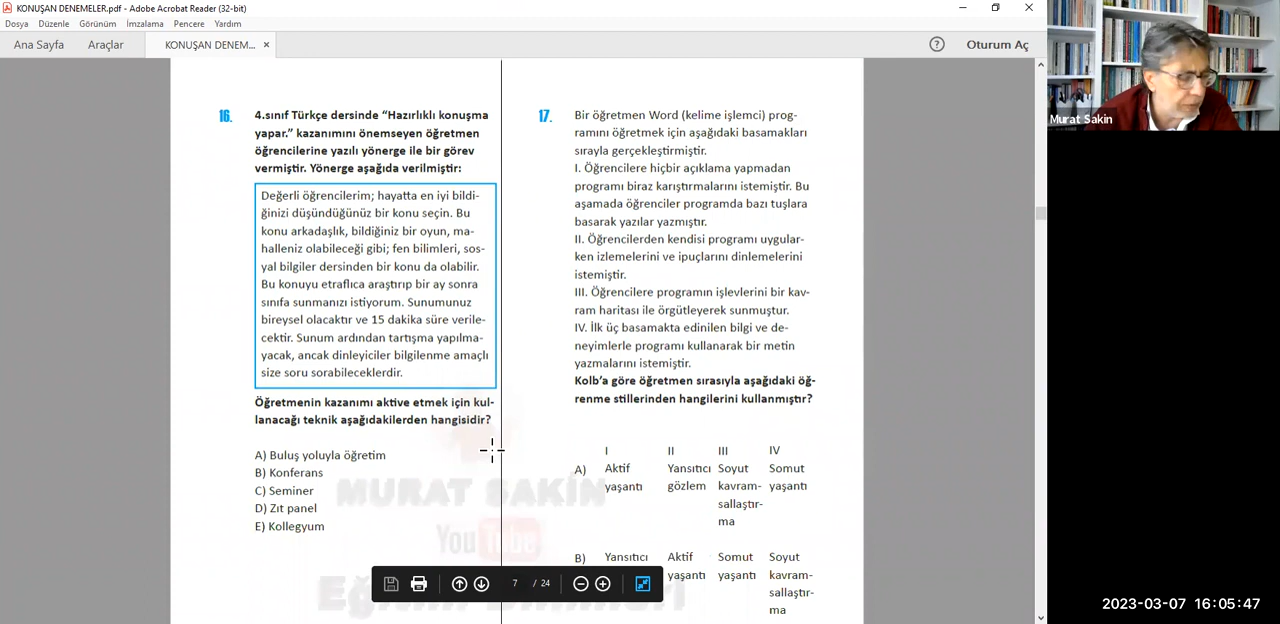 KONUŞAN DENEMELER.pdf - Adobe Acrobat Reader (32-bit)
Dosya Düzenle Görünüm İmzalama Pencere Yardım
Ana Sayfa Araçlar KONUŞAN DENEM... × Oturum Aç
16.
4.sınıf Türkçe dersinde “Hazırlıklı konuşma
yapar.” kazanımını önemseyen öğretmen
öğrencilerine yazılı yönerge ile bir görev
vermiştir. Yönerge aşağıda verilmiştir:
Değerli öğrencilerim; hayatta en iyi bildi-
ğinizi düşündüğünüz bir konu seçin. Bu
konu arkadaşlık, bildiğiniz bir oyun, ma-
halleniz olabileceği gibi; fen bilimleri, sos-
yal bilgiler dersinden bir konu da olabilir.
Bu konuyu etraflıca araştırıp bir ay sonra
sınıfa sunmanızı istiyorum. Sunumunuz
bireysel olacaktır ve 15 dakika süre verile-
cektir. Sunum ardından tartışma yapılma-
yacak, ancak dinleyiciler bilgilenme amaçlı
size soru sorabileceklerdir.
Öğretmenin kazanımı aktive etmek için kul-
lanacağı teknik aşağıdakilerden hangisidir?
A) Buluş yoluyla öğretim
B) Konferans
C) Seminer
D) Zıt panel
E) Kollegyum
17.
Bir öğretmen Word (kelime işlemci) prog-
ramını öğretmek için aşağıdaki basamakları
sırayla gerçekleştirmiştir.
I. Öğrencilere hiçbir açıklama yapmadan
programı biraz karıştırmalarını istemiştir. Bu
aşamada öğrenciler programda bazı tuşlara
basarak yazılar yazmıştır.
II. Öğrencilerden kendisi programı uygular-
ken izlemelerini ve ipuçlarını dinlemelerini
istemiştir.
III. Öğrencilere programın işlevlerini bir kav-
ram haritası ile örgütleyerek sunmuştur.
IV. İlk üç basamakta edinilen bilgi ve de-
neyimlerle programı kullanarak bir metin
yazmalarını istemiştir.
Kolb’a göre öğretmen sırasıyla aşağıdaki öğ-
renme stillerinden hangilerini kullanmıştır?
I II III IV
A) Aktif Yansıtıcı Soyut Somut
yaşantı gözlem kavram- yaşantı
sallaştır-
ma
B) Yansıtıcı Aktif Somut Soyut
yaşantı yaşantı kavram-
sallaştır-
ma
MURAT SAKİN
YouTube
Eğitim Bilimleri
7 / 24
Murat Sakin
2023-03-07 16:05:47